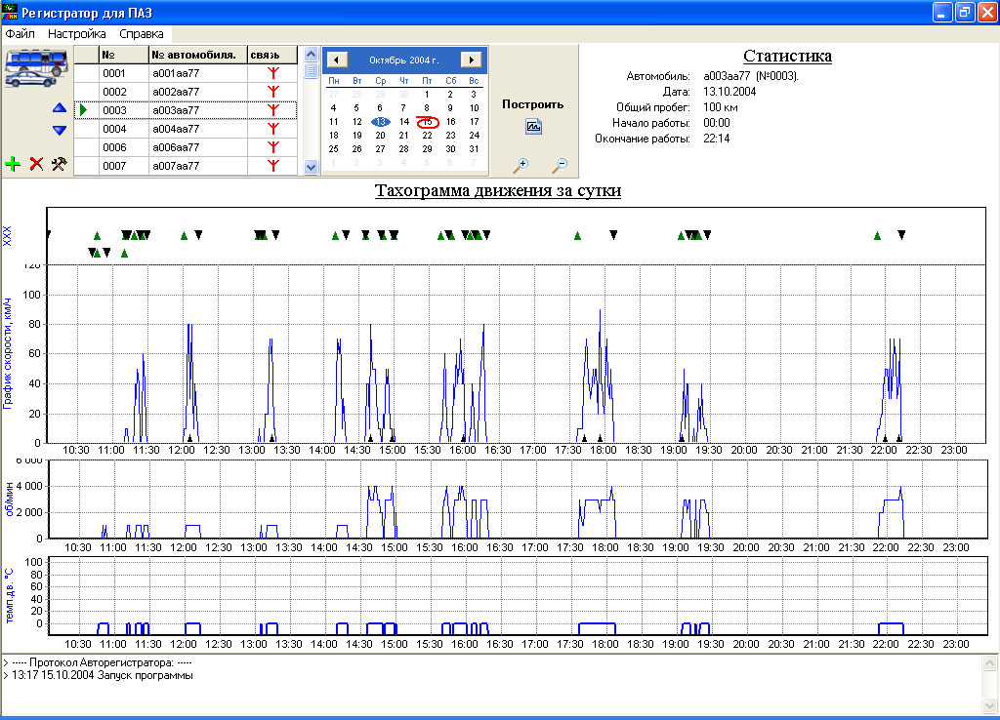 Регистратор для ПАЗ
Файл Настройка Справка
№ № автомобиля. связь
0001 а001аа77
0002 а002аа77
0003 а003аа77
0004 а004аа77
0006 а006аа77
0007 а007аа77
Октябрь 2004 г.
Пн Вт Ср Чт Пт Сб Вс
27 28 29 30 1 2 3
4 5 6 7 8 9 10
11 12 13 14 15 16 17
18 19 20 21 22 23 24
25 26 27 28 29 30 31
1 2 3 4 5 6 7
Построить
Статистика
Автомобиль: а003аа77 (№0003).
Дата: 13.10.2004
Общий пробег: 100 км
Начало работы: 00:00
Окончание работы: 22:14
Тахограмма движения за сутки
XXX
График скорости, км/ч
120
100
80
60
40
20
0
10:30 11:00 11:30 12:00 12:30 13:00 13:30 14:00 14:30 15:00 15:30 16:00 16:30 17:00 17:30 18:00 18:30 19:00 19:30 20:00 20:30 21:00 21:30 22:00 22:30 23:00
об/мин
6 000
4 000
2 000
0
10:30 11:00 11:30 12:00 12:30 13:00 13:30 14:00 14:30 15:00 15:30 16:00 16:30 17:00 17:30 18:00 18:30 19:00 19:30 20:00 20:30 21:00 21:30 22:00 22:30 23:00
темп.дв. °С
100
80
60
40
20
0
10:30 11:00 11:30 12:00 12:30 13:00 13:30 14:00 14:30 15:00 15:30 16:00 16:30 17:00 17:30 18:00 18:30 19:00 19:30 20:00 20:30 21:00 21:30 22:00 22:30 23:00
> ----- Протокол Авторегистратора: -----
> 13:17 15.10.2004 Запуск программы